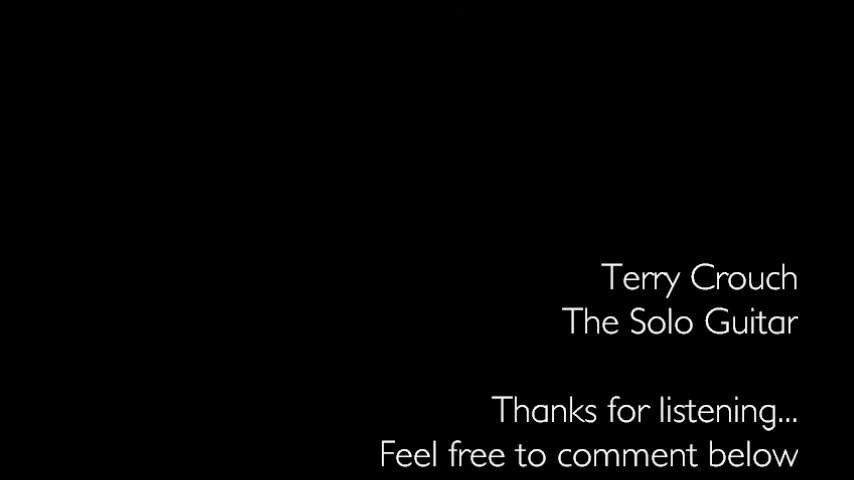 Terry Crouch
The Solo Guitar
Thanks for listening...
Feel free to comment below